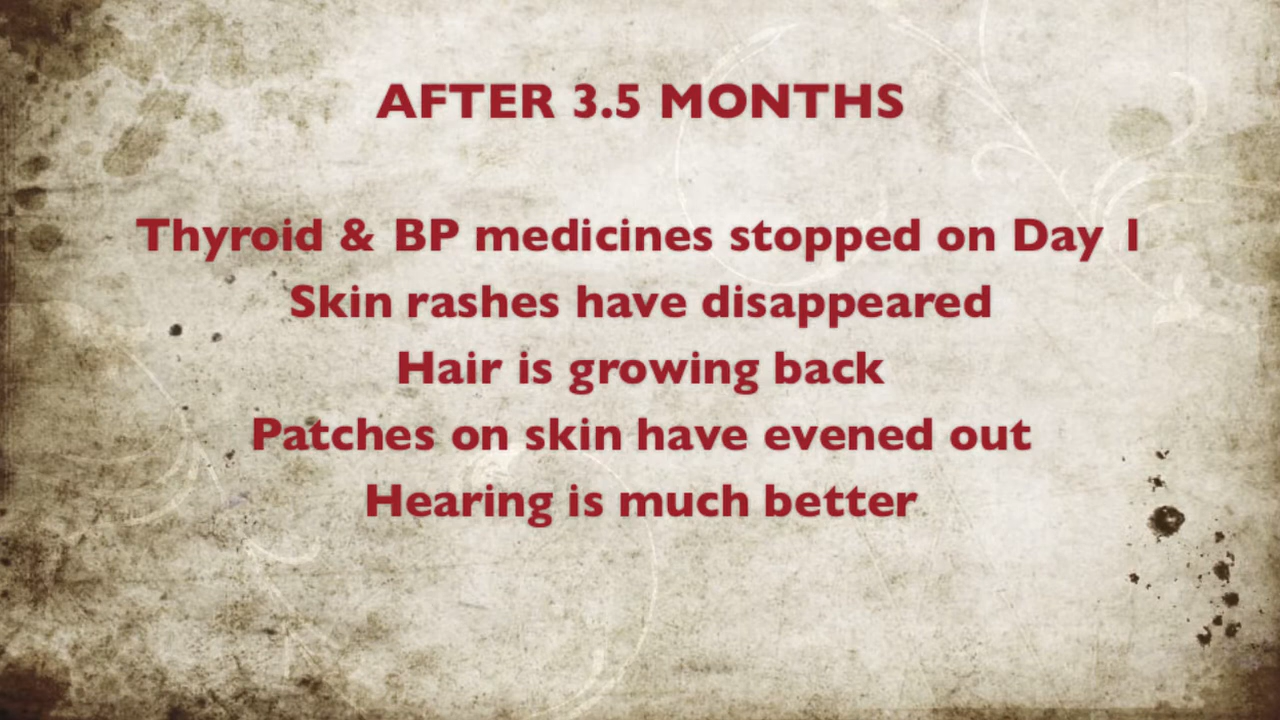 AFTER 3.5 MONTHS
Thyroid & BP medicines stopped on Day 1
Skin rashes have disappeared
Hair is growing back
Patches on skin have evened out
Hearing is much better